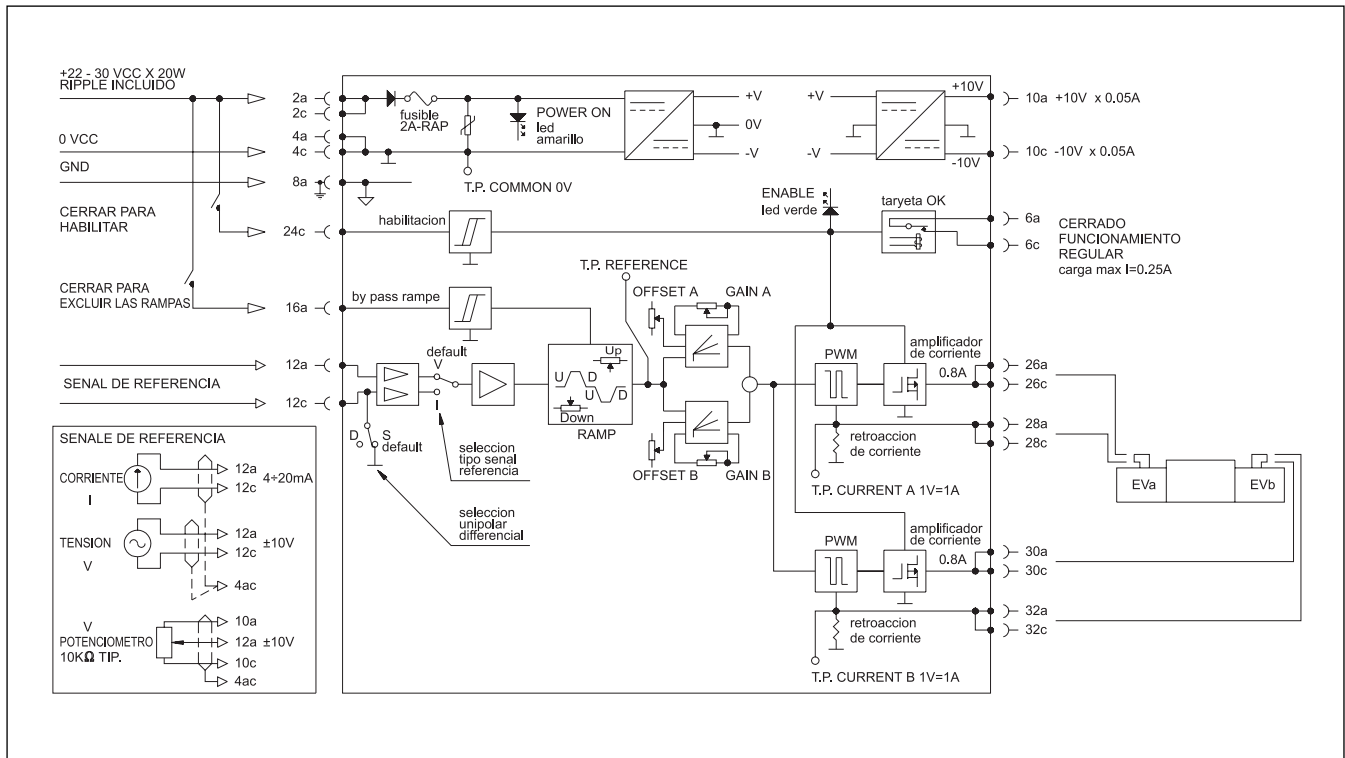 +22 - 30 VCC X 20W
RIPPLE INCLUIDO
0 VCC
GND
CERRAR PARA
HABILITAR
CERRAR PARA
EXCLUIR LAS RAMPAS
SENAL DE REFERENCIA
2a
2c
4a
4c
8a
24c
16a
12a
12c
fusible
2A-RAP
POWER ON
led
amarillo
T.P. COMMON 0V
+V
0V
-V
+V
-V
+10V
-10V
10a +10V x 0.05A
10c -10V x 0.05A
habilitacion
ENABLE
led verde
taryeta OK
6a
6c
CERRADO
FUNCIONAMIENTO
REGULAR
carga max I=0.25A
by pass rampe
T.P. REFERENCE
OFFSET A
GAIN A
default
V
I
D
S
default
Up
U D
U D
Down
RAMP
OFFSET B
GAIN B
seleccion
tipo senal
referencia
seleccion
unipolar
differencial
PWM
amplificador
de corriente
0.8A
26a
26c
28a
28c
retroaccion
de corriente
T.P. CURRENT A 1V=1A
EVa
EVb
PWM
amplificador
de corriente
0.8A
30a
30c
32a
32c
retroaccion
de corriente
T.P. CURRENT B 1V=1A
SENALE DE REFERENCIA
CORRIENTE
I
12a
12c
4÷20mA
TENSION
V
12a
12c
±10V
4ac
V
POTENCIOMETRO
10KΩ TIP.
10a
12a ±10V
10c
4ac